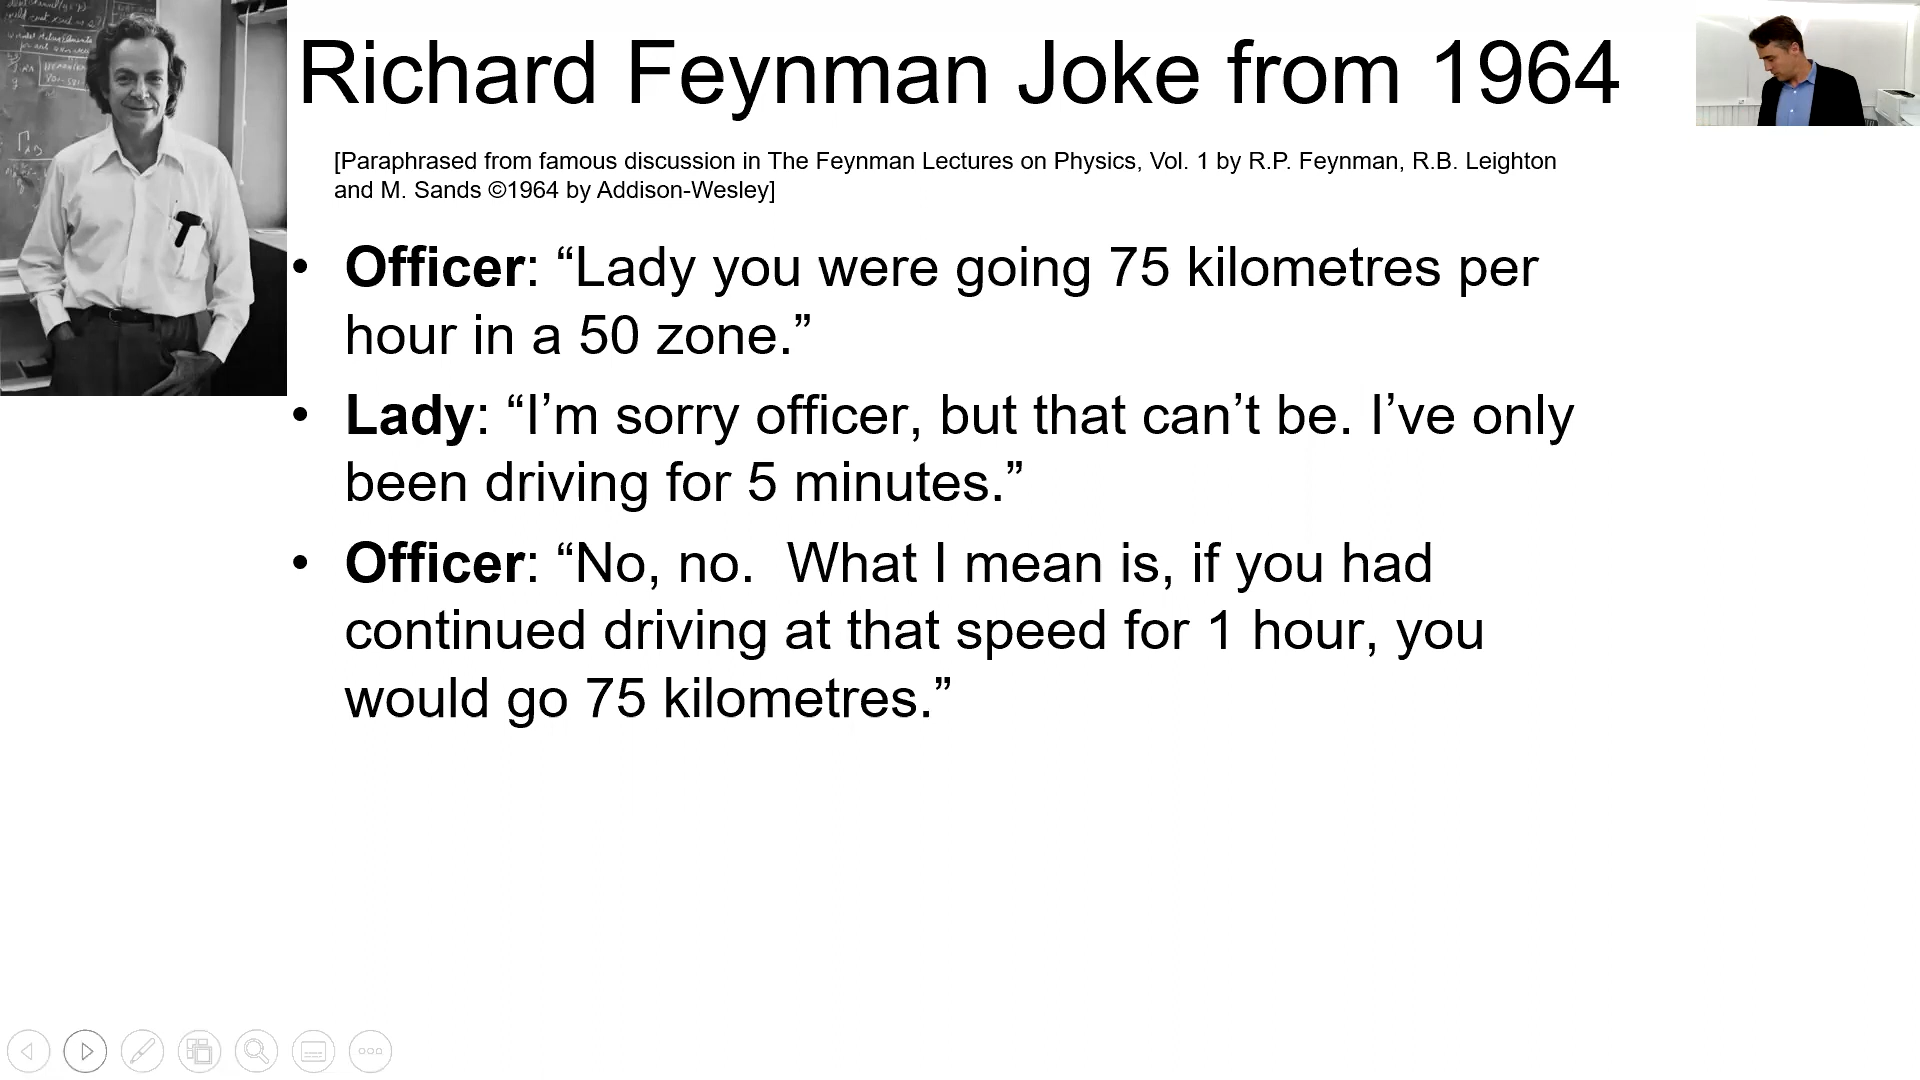 Richard Feynman Joke from 1964
[Paraphrased from famous discussion in The Feynman Lectures on Physics, Vol. 1 by R.P. Feynman, R.B. Leighton
and M. Sands ©1964 by Addison-Wesley]
• Officer: “Lady you were going 75 kilometres per
hour in a 50 zone.”
• Lady: “I’m sorry officer, but that can’t be. I’ve only
been driving for 5 minutes.”
• Officer: “No, no.  What I mean is, if you had
continued driving at that speed for 1 hour, you
would go 75 kilometres.”